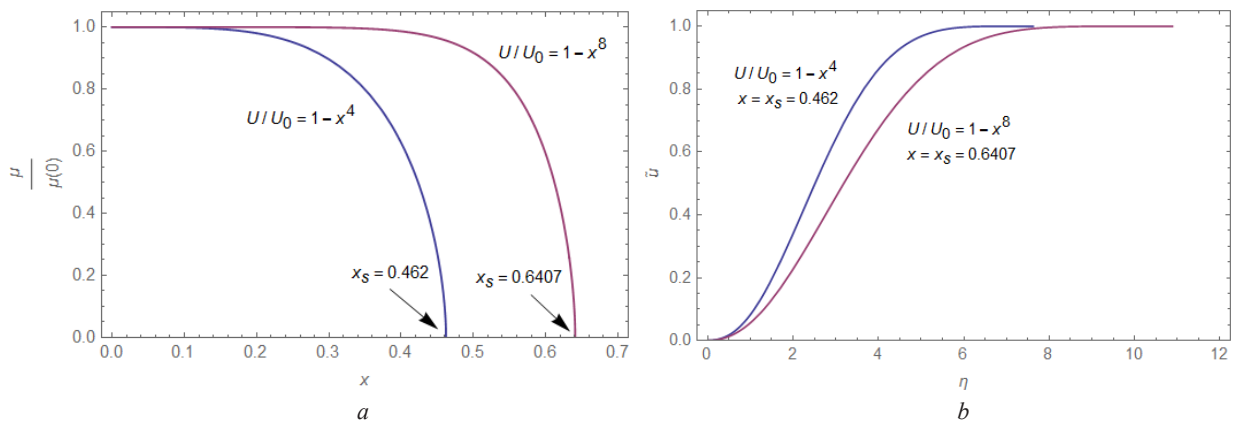 1.0
0.8
0.6
0.4
0.2
0.0
μ
μ(0)
U / U₀ = 1 – x⁸
U / U₀ = 1 – x⁴
xₛ = 0.462
xₛ = 0.6407
0.0 0.1 0.2 0.3 0.4 0.5 0.6 0.7
x
a
1.0
0.8
0.6
0.4
0.2
0.0
ũ
U / U₀ = 1 – x⁴
x = xₛ = 0.462
U / U₀ = 1 – x⁸
x = xₛ = 0.6407
0 2 4 6 8 10 12
η
b